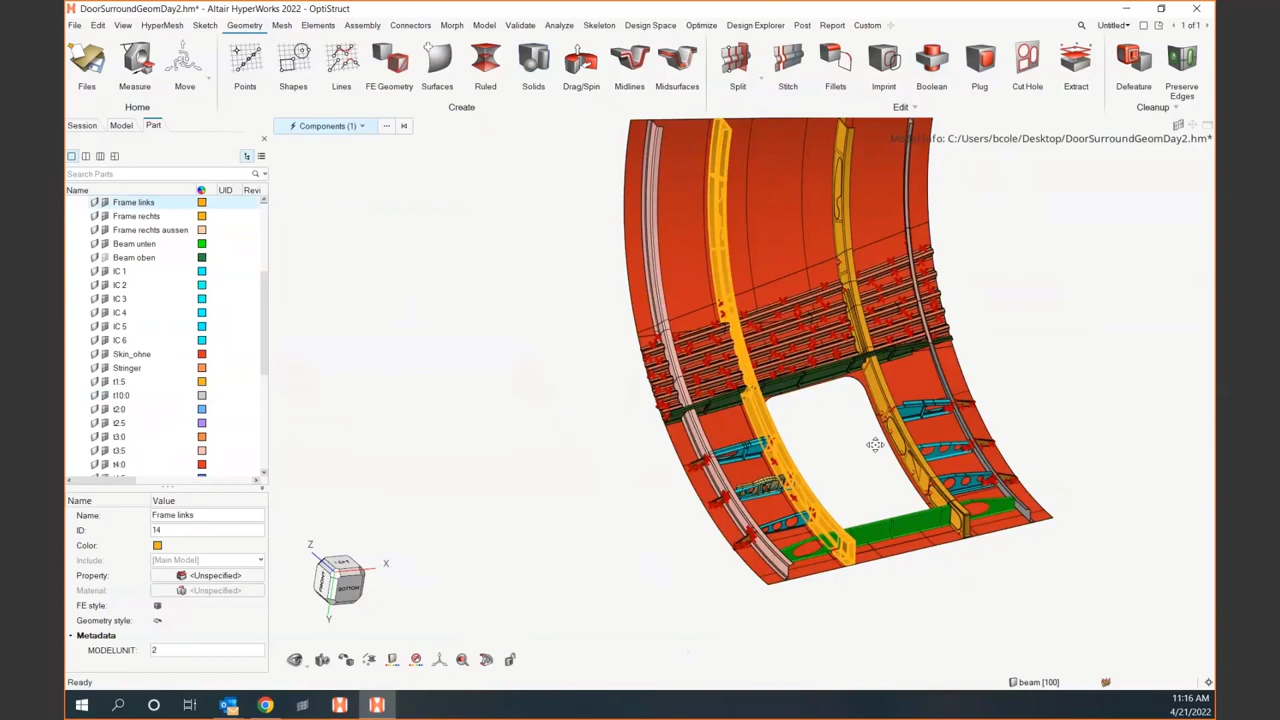 DoorSurroundGeomDay2.hm* - Altair HyperWorks 2022 - OptiStruct
File Edit View HyperMesh Sketch Geometry Mesh Elements Assembly Connectors Morph Model Validate Analyze Skeleton Design Space Optimize Design Explorer Post Report Custom Untitled 1 of 1
Files Measure Move Points Shapes Lines FE Geometry Surfaces Ruled Solids Drag/Spin Midlines Midsurfaces Split Stitch Fillets Imprint Boolean Plug Cut Hole Extract Defeature Preserve Edges
Home Create Edit Cleanup
Session Model Part
Components (1)
Model Info: C:/Users/bcole/Desktop/DoorSurroundGeomDay2.hm*
Search Parts
Name UID Revi
Frame links
Frame rechts
Frame rechts aussen
Beam unten
Beam oben
IC 1
IC 2
IC 3
IC 4
IC 5
IC 6
Skin_ohne
Stringer
t1.5
t10.0
t2.0
t2.5
t3.0
t3.5
t4.0
Name Value
Name: Frame links
ID: 14
Color:
Include: [Main Model]
Property: <Unspecified>
Material: <Unspecified>
FE style:
Geometry style:
Metadata
MODELUNIT: 2
Z
X
Y
BOTTOM
Ready
beam [100]
11:16 AM
4/21/2022